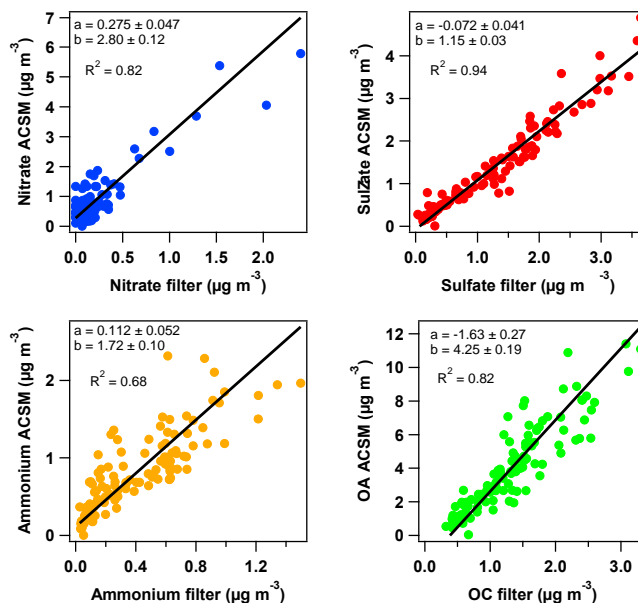 a = 0.275 ± 0.047
b = 2.80 ± 0.12
R² = 0.82
Nitrate ACSM (µg m⁻³)
7
6
5
4
3
2
1
0
0.0 0.5 1.0 1.5 2.0
Nitrate filter (µg m⁻³)
a = -0.072 ± 0.041
b = 1.15 ± 0.03
R² = 0.94
SulZate ACSM (µg m⁻³)
4
3
2
1
0
0.0 1.0 2.0 3.0
Sulfate filter (µg m⁻³)
a = 0.112 ± 0.052
b = 1.72 ± 0.10
R² = 0.68
Ammonium ACSM (µg m⁻³)
2
1
0
0.0 0.4 0.8 1.2
Ammonium filter (µg m⁻³)
a = -1.63 ± 0.27
b = 4.25 ± 0.19
R² = 0.82
OA ACSM (µg m⁻³)
12
10
8
6
4
2
0
0.0 1.0 2.0 3.0
OC filter (µg m⁻³)